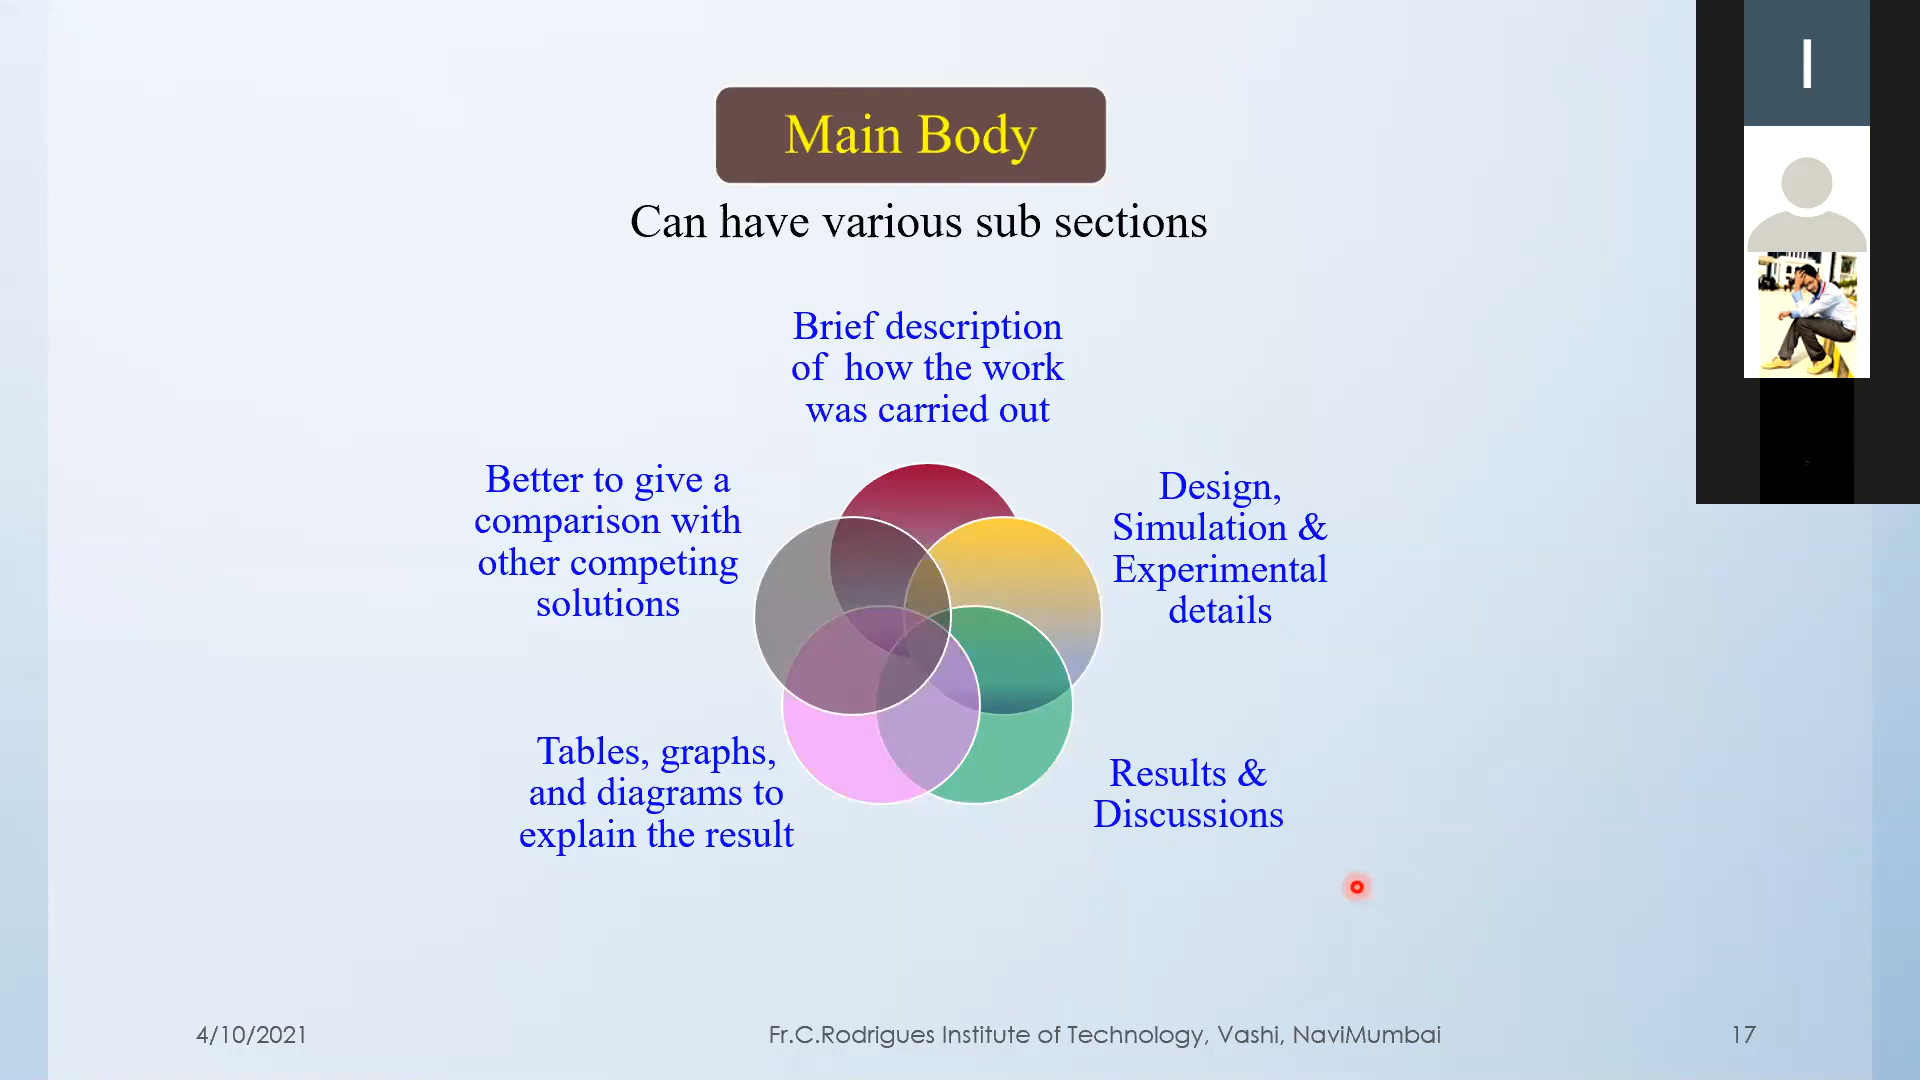 Main Body
Can have various sub sections
Brief description
of how the work
was carried out
Better to give a
comparison with
other competing
solutions
Design,
Simulation &
Experimental
details
Tables, graphs,
and diagrams to
explain the result
Results &
Discussions
4/10/2021
Fr.C.Rodrigues Institute of Technology, Vashi, NaviMumbai
17
I